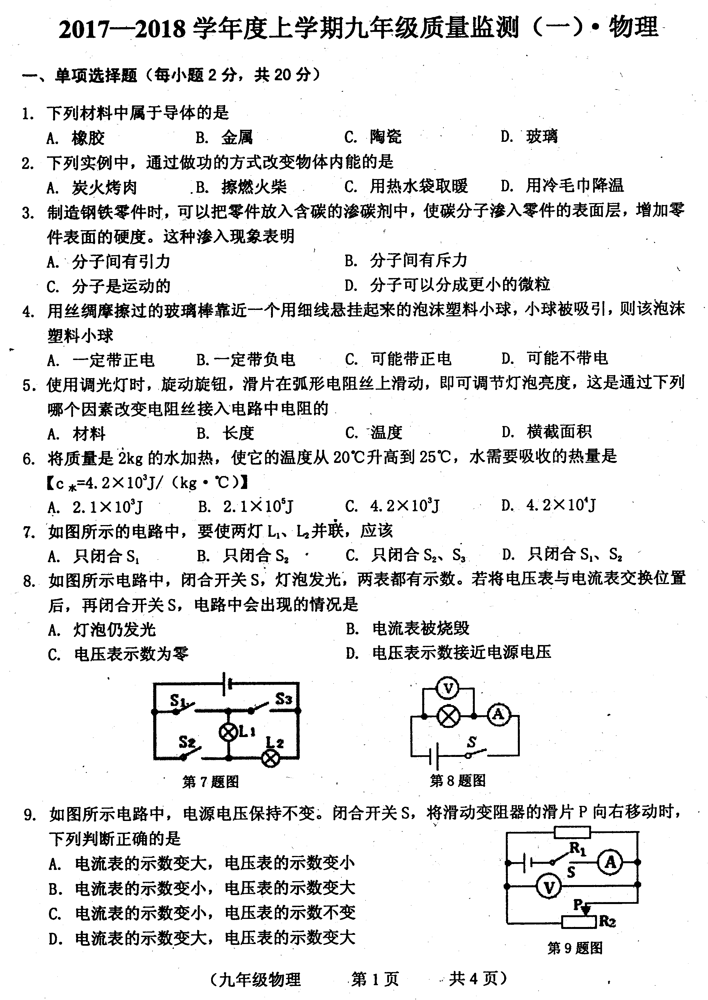 2017—2018 学年度上学期九年级质量监测（一）·物理
一、单项选择题（每小题 2 分，共 20 分）
1. 下列材料中属于导体的是
A. 橡胶 B. 金属 C. 陶瓷 D. 玻璃
2. 下列实例中，通过做功的方式改变物体内能的是
A. 炭火烤肉 B. 擦燃火柴 C. 用热水袋取暖 D. 用冷毛巾降温
3. 制造钢铁零件时，可以把零件放入含碳的渗碳剂中，使碳分子渗入零件的表面层，增加零
件表面的硬度。这种渗入现象表明
A. 分子间有引力 B. 分子间有斥力
C. 分子是运动的 D. 分子可以分成更小的微粒
4. 用丝绸摩擦过的玻璃棒靠近一个用细线悬挂起来的泡沫塑料小球，小球被吸引，则该泡沫
塑料小球
A. 一定带正电 B. 一定带负电 C. 可能带正电 D. 可能不带电
5. 使用调光灯时，旋动旋钮，滑片在弧形电阻丝上滑动，即可调节灯泡亮度，这是通过下列
哪个因素改变电阻丝接入电路中电阻的
A. 材料 B. 长度 C. 温度 D. 横截面积
6. 将质量是 2kg 的水加热，使它的温度从 20℃升高到 25℃，水需要吸收的热量是
【c水=4.2×10³J/（kg·℃）】
A. 2.1×10³J B. 2.1×10⁵J C. 4.2×10³J D. 4.2×10⁴J
7. 如图所示的电路中，要使两灯 L₁、L₂并联，应该
A. 只闭合 S₁ B. 只闭合 S₂ C. 只闭合 S₂、S₃ D. 只闭合 S₁、S₂
8. 如图所示电路中，闭合开关 S，灯泡发光，两表都有示数。若将电压表与电流表交换位置
后，再闭合开关 S，电路中会出现的情况是
A. 灯泡仍发光 B. 电流表被烧毁
C. 电压表示数为零 D. 电压表示数接近电源电压
S1 S3
L1
S2 L2
第 7 题图
V
A
S
第 8 题图
9. 如图所示电路中，电源电压保持不变。闭合开关 S，将滑动变阻器的滑片 P 向右移动时，
下列判断正确的是
A. 电流表的示数变大，电压表的示数变小
B. 电流表的示数变小，电压表的示数变大
C. 电流表的示数变小，电压表的示数不变
D. 电流表的示数变大，电压表的示数变大
R1
S A
V
P
R2
第 9 题图
（九年级物理 第 1 页 共 4 页）